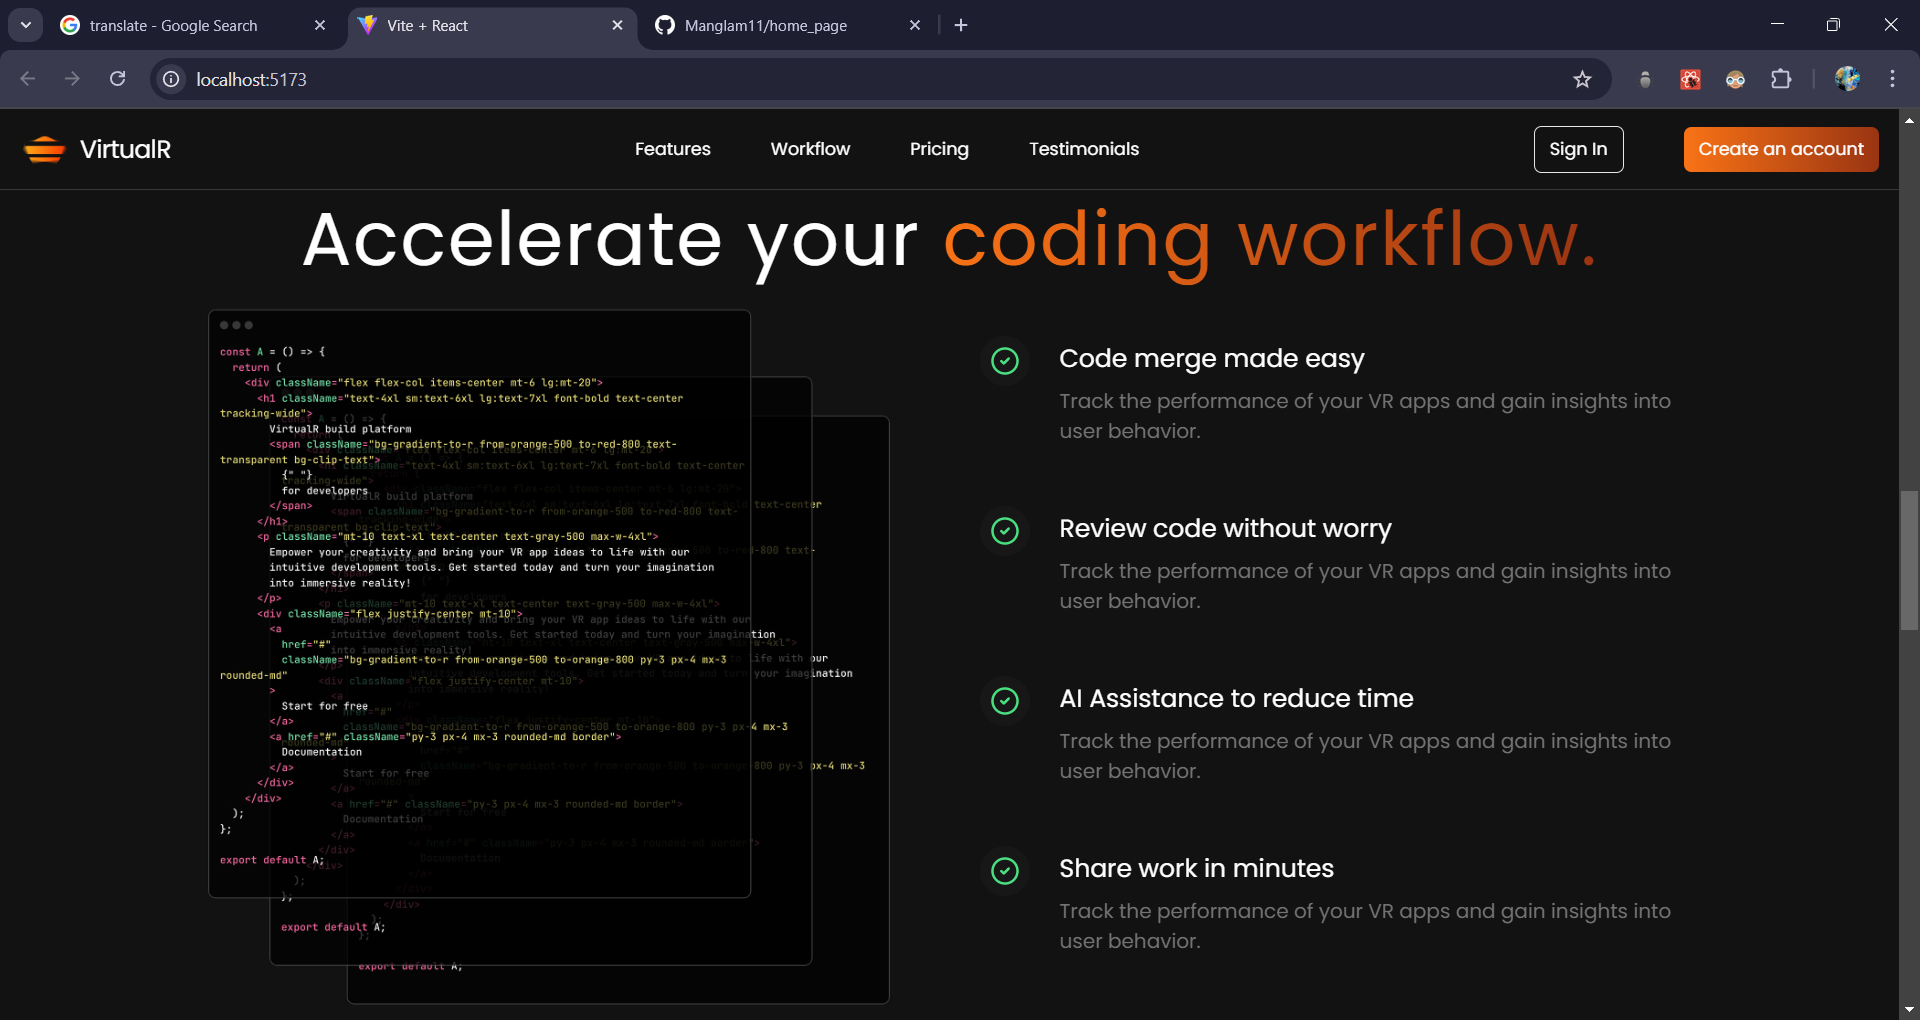 translate - Google Search
Vite + React
Manglam11/home_page
localhost:5173
VirtualR
Features
Workflow
Pricing
Testimonials
Sign In
Create an account
Accelerate your coding workflow.
const A = () => {
return (
<div className="flex flex-col items-center mt-6 lg:mt-20">
<h1 className="text-4xl sm:text-6xl lg:text-7xl font-bold text-center
tracking-wide">
VirtualR build platform
<span className="bg-gradient-to-r from-orange-500 to-red-800 text-
transparent bg-clip-text">
{" "}
for developers
</span>
</h1>
<p className="mt-10 text-xl text-center text-gray-500 max-w-4xl">
Empower your creativity and bring your VR app ideas to life with our
intuitive development tools. Get started today and turn your imagination
into immersive reality!
</p>
<div className="flex justify-center mt-10">
<a
href="#"
className="bg-gradient-to-r from-orange-500 to-orange-800 py-3 px-4 mx-3
rounded-md"
>
Start for free
</a>
<a href="#" className="py-3 px-4 mx-3 rounded-md border">
Documentation
</a>
</div>
</div>
);
};
export default A;
export default A;
export default A;
Code merge made easy
Track the performance of your VR apps and gain insights into
user behavior.
Review code without worry
Track the performance of your VR apps and gain insights into
user behavior.
AI Assistance to reduce time
Track the performance of your VR apps and gain insights into
user behavior.
Share work in minutes
Track the performance of your VR apps and gain insights into
user behavior.